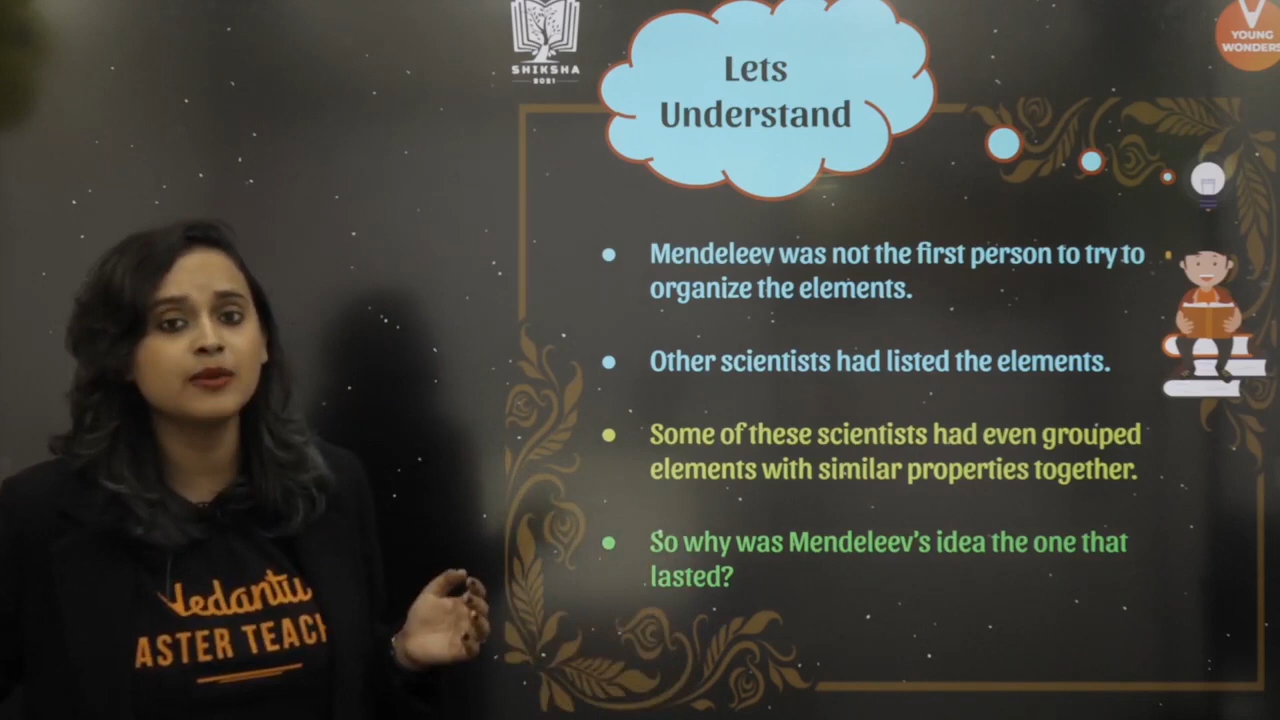 SHIKSHA
2021
YOUNG
WONDERS
Lets
Understand
Mendeleev was not the first person to try to
organize the elements.
Other scientists had listed the elements.
Some of these scientists had even grouped
elements with similar properties together.
So why was Mendeleev's idea the one that
lasted?
Vedantu
ASTER TEACH